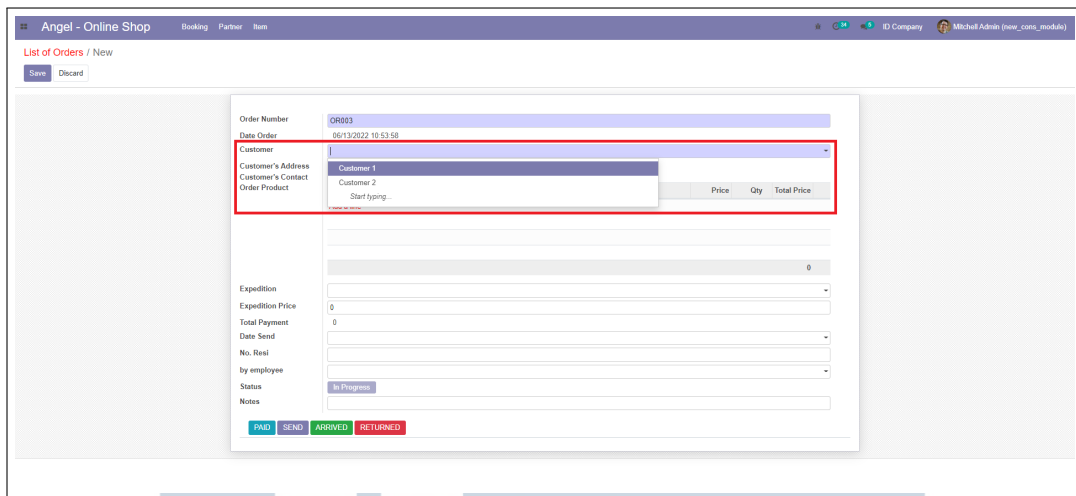 Angel - Online Shop Booking Partner Item 34 5 ID Company Mitchell Admin (new_cons_module)
List of Orders / New
Save Discard
Order Number OR003
Date Order 06/13/2022 10:53:58
Customer
Customer's Address Customer 1
Customer's Contact Customer 2
Order Product Price Qty Total Price
Start typing...
0
Expedition
Expedition Price 0
Total Payment 0
Date Send
No. Resi
by employee
Status In Progress
Notes
PAID SEND ARRIVED RETURNED